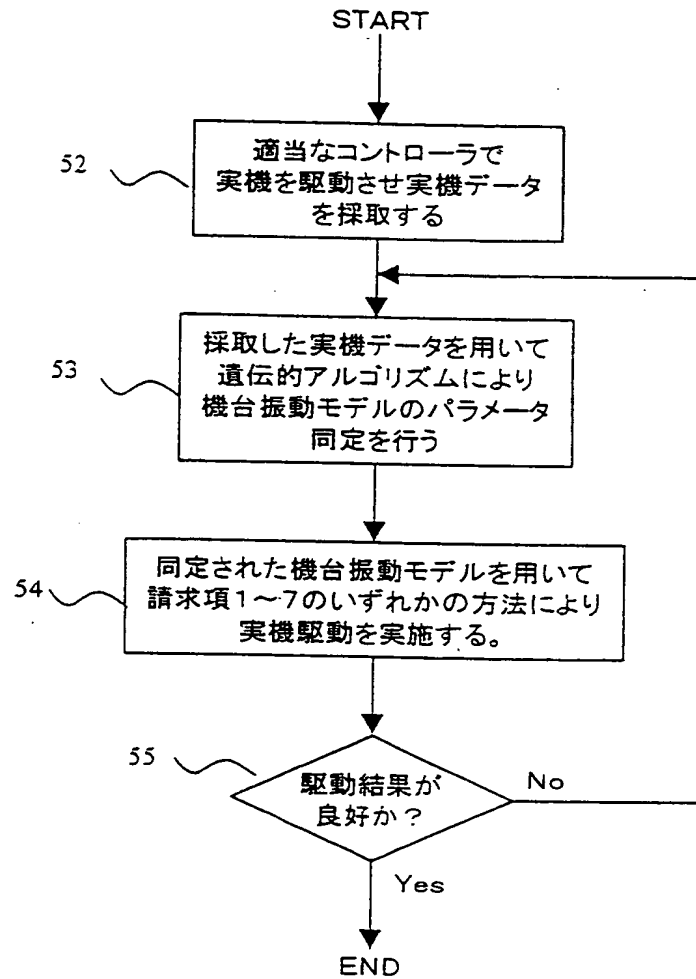 START
52
適当なコントローラで
実機を駆動させ実機データ
を採取する
53
採取した実機データを用いて
遺伝的アルゴリズムにより
機台振動モデルのパラメータ
同定を行う
54
同定された機台振動モデルを用いて
請求項1~7のいずれかの方法により
実機駆動を実施する。
55
駆動結果が
良好か?
No
Yes
END